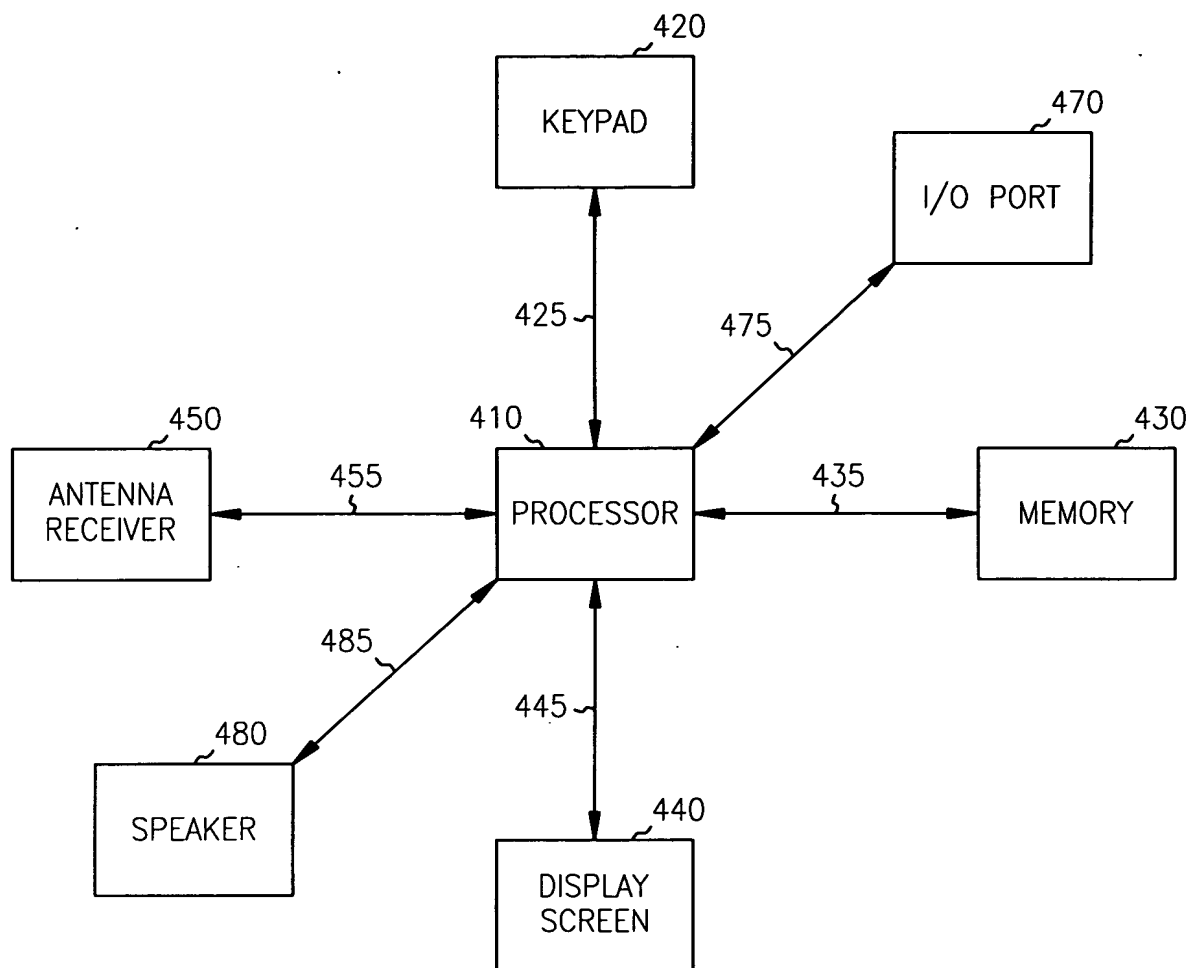 420
KEYPAD
470
I/O PORT
425
475
450
ANTENNA
RECEIVER
455
410
PROCESSOR
435
430
MEMORY
485
445
480
SPEAKER
440
DISPLAY
SCREEN